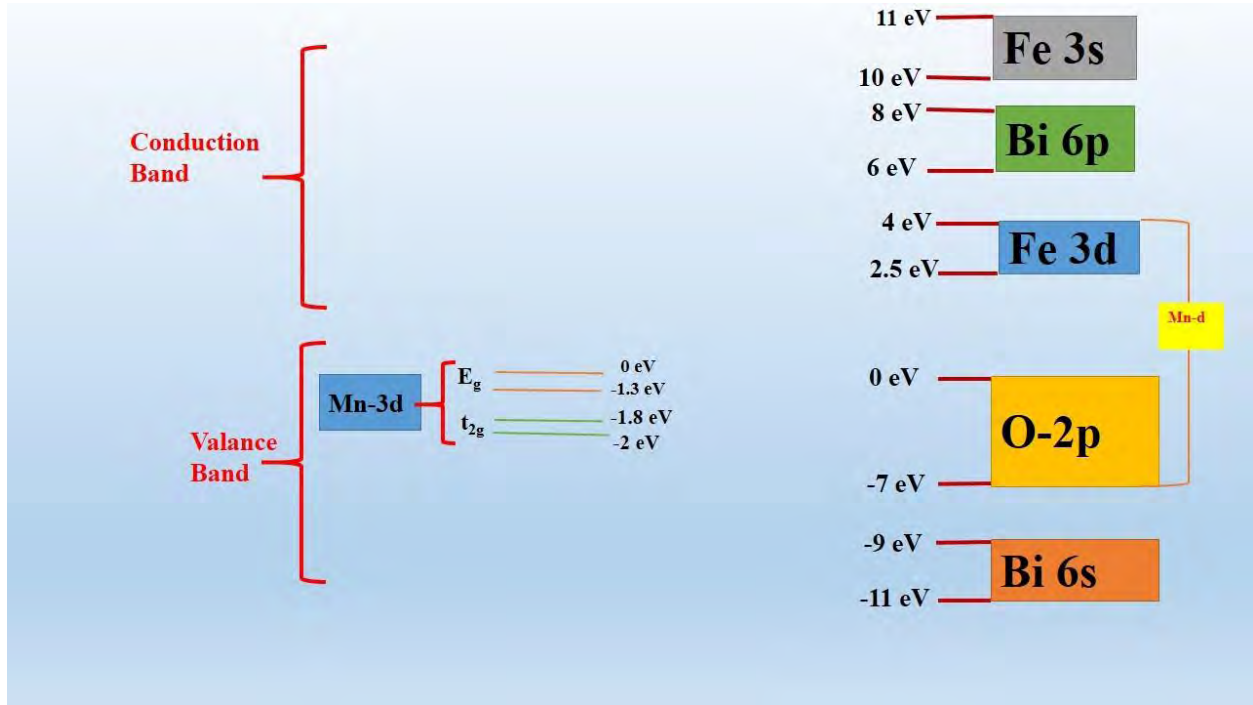 11 eV
Fe 3s
10 eV
8 eV
Bi 6p
6 eV
Conduction
Band
4 eV
Fe 3d
2.5 eV
Mn-d
Mn-3d
E_g
0 eV
-1.3 eV
t_2g
-1.8 eV
-2 eV
Valance
Band
0 eV
O-2p
-7 eV
-9 eV
Bi 6s
-11 eV